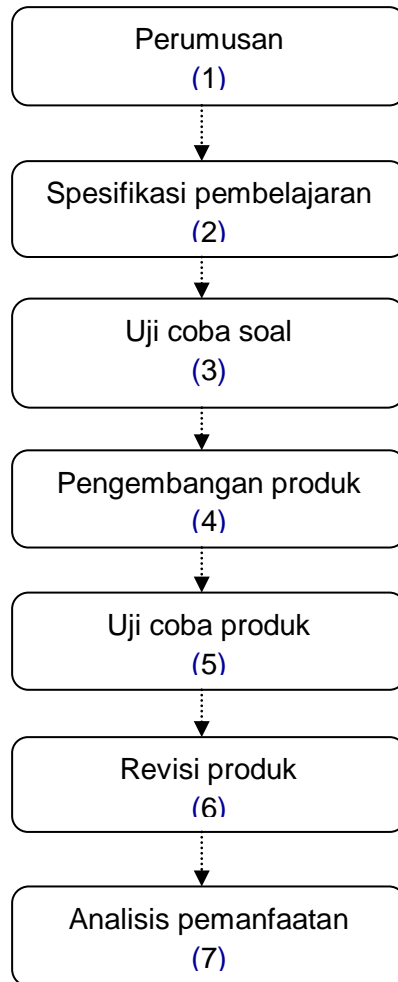 Perumusan
(1)
Spesifikasi pembelajaran
(2)
Uji coba soal
(3)
Pengembangan produk
(4)
Uji coba produk
(5)
Revisi produk
(6)
Analisis pemanfaatan
(7)